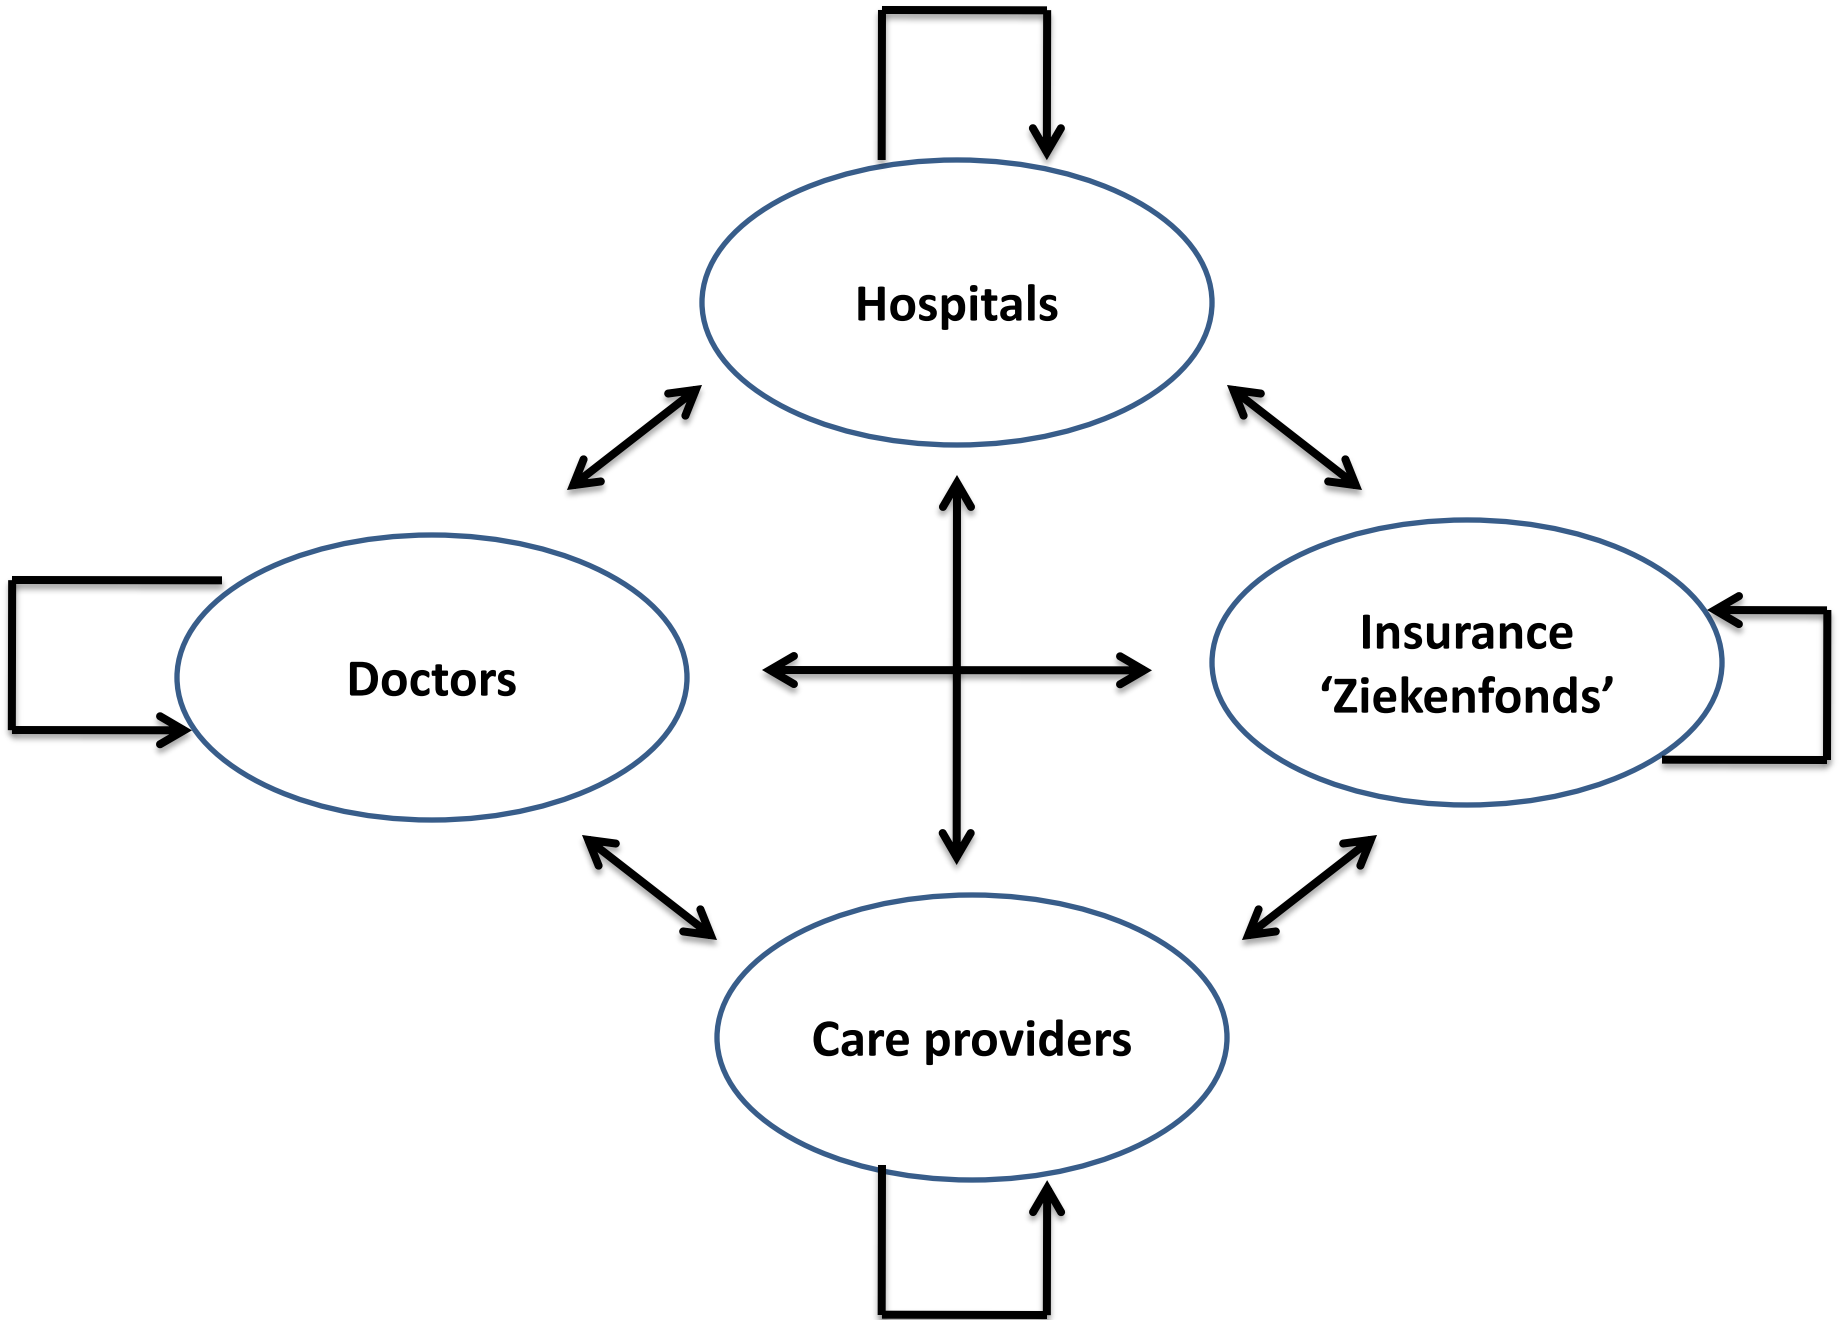 Hospitals
Doctors
Insurance
‘Ziekenfonds’
Care providers